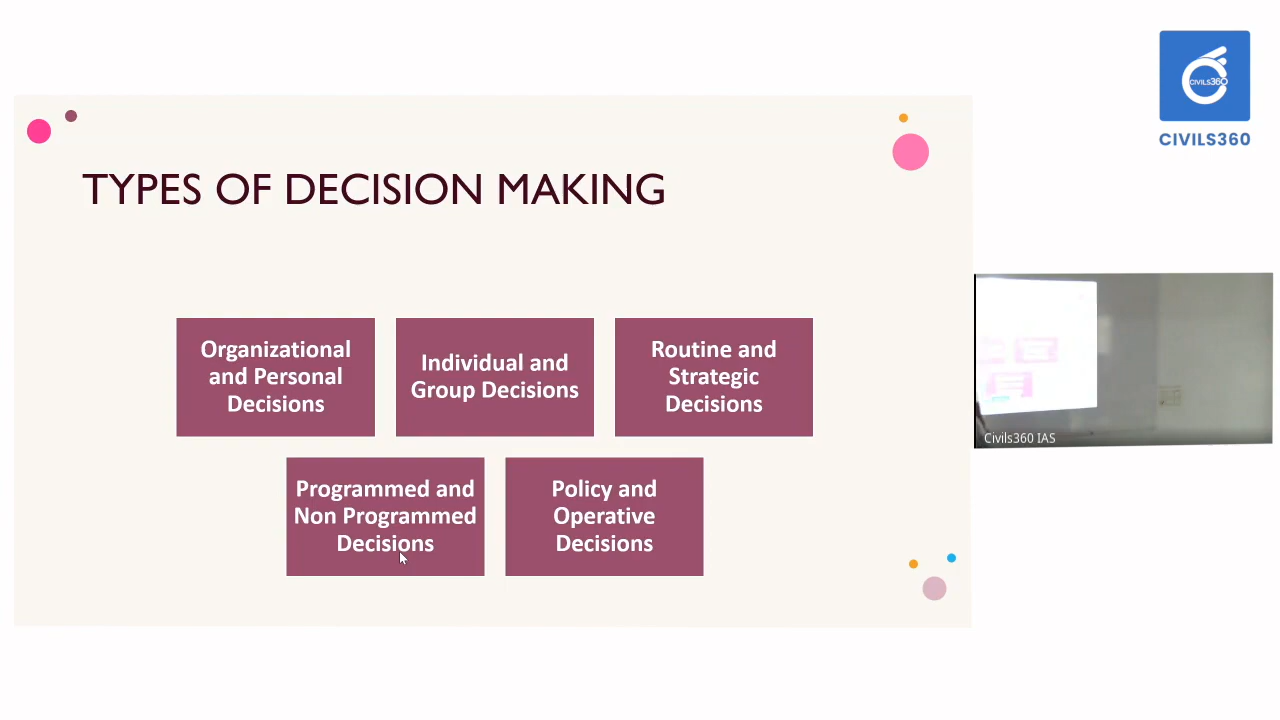 CIVILS360
CIVILS360
TYPES OF DECISION MAKING
Organizational
and Personal
Decisions
Individual and
Group Decisions
Routine and
Strategic
Decisions
Programmed and
Non Programmed
Decisions
Policy and
Operative
Decisions
Civils360 IAS